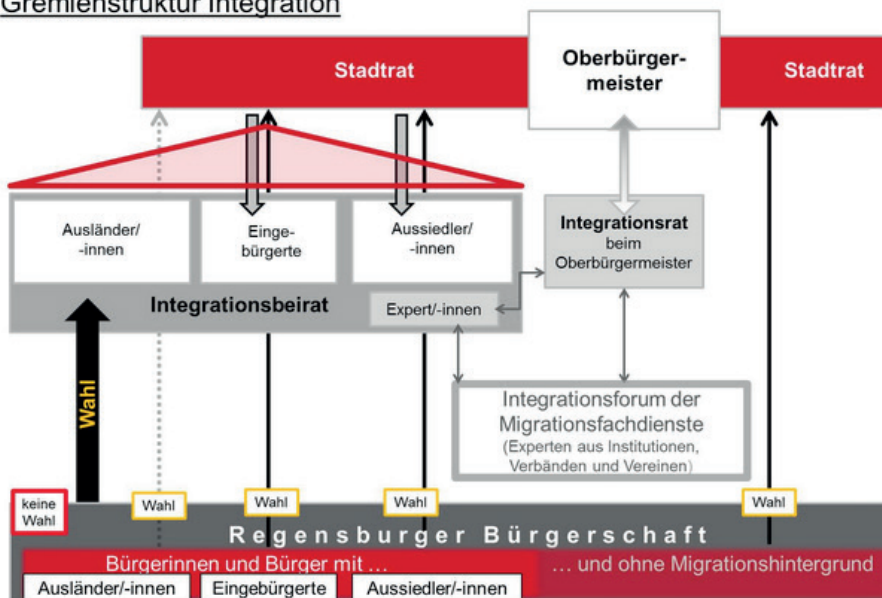 Gremienstruktur Integration
Stadtrat
Oberbürger-
meister
Stadtrat
Ausländer/
-innen
Einge-
bürgerte
Aussiedler/
-innen
Integrationsrat
beim
Oberbürgermeister
Integrationsbeirat
Expert/-innen
Wahl
Integrationsforum der
Migrationsfachdienste
(Experten aus Institutionen,
Verbänden und Vereinen)
keine
Wahl
Wahl
Wahl
Wahl
Wahl
Regensburger Bürgerschaft
Bürgerinnen und Bürger mit ...
... und ohne Migrationshintergrund
Ausländer/-innen
Eingebürgerte
Aussiedler/-innen